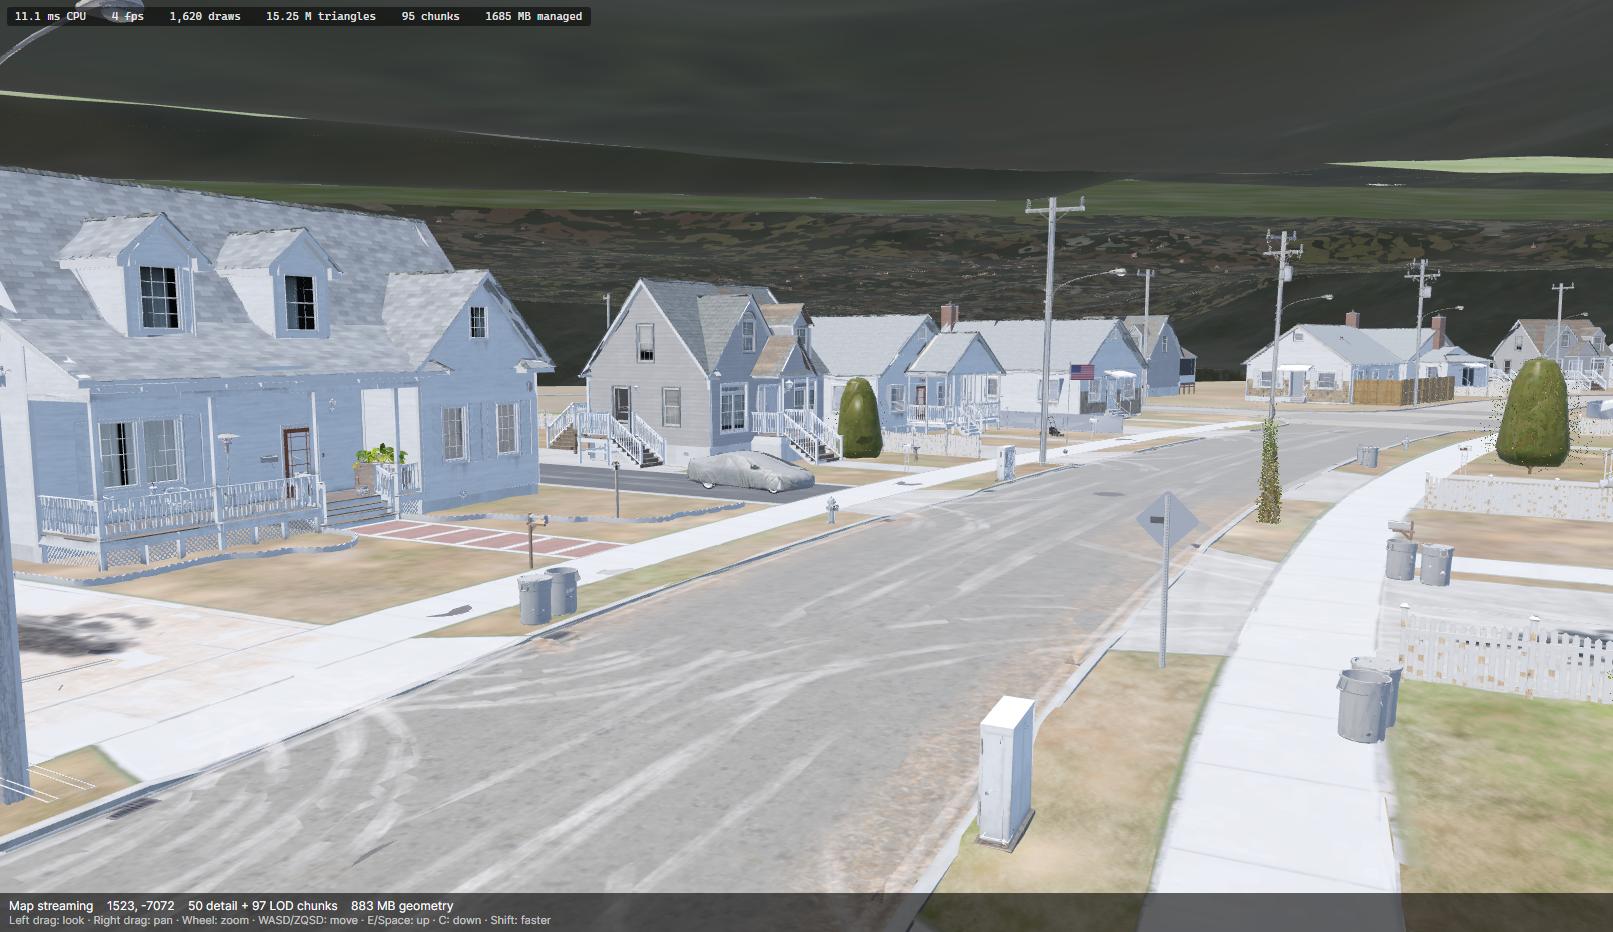 11.1 ms CPU 4 fps 1,620 draws 15.25 M triangles 95 chunks 1685 MB managed
Map streaming 1523, -7072 50 detail + 97 LOD chunks 883 MB geometry
Left drag: look · Right drag: pan · Wheel: zoom · WASD/ZQSD: move · E/Space: up · C: down · Shift: faster